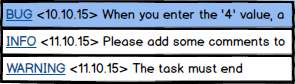 BUG <10.10.15> When you enter the '4' value, a
INFO <11.10.15> Please add some comments to
WARNING <11.10.15> The task must end